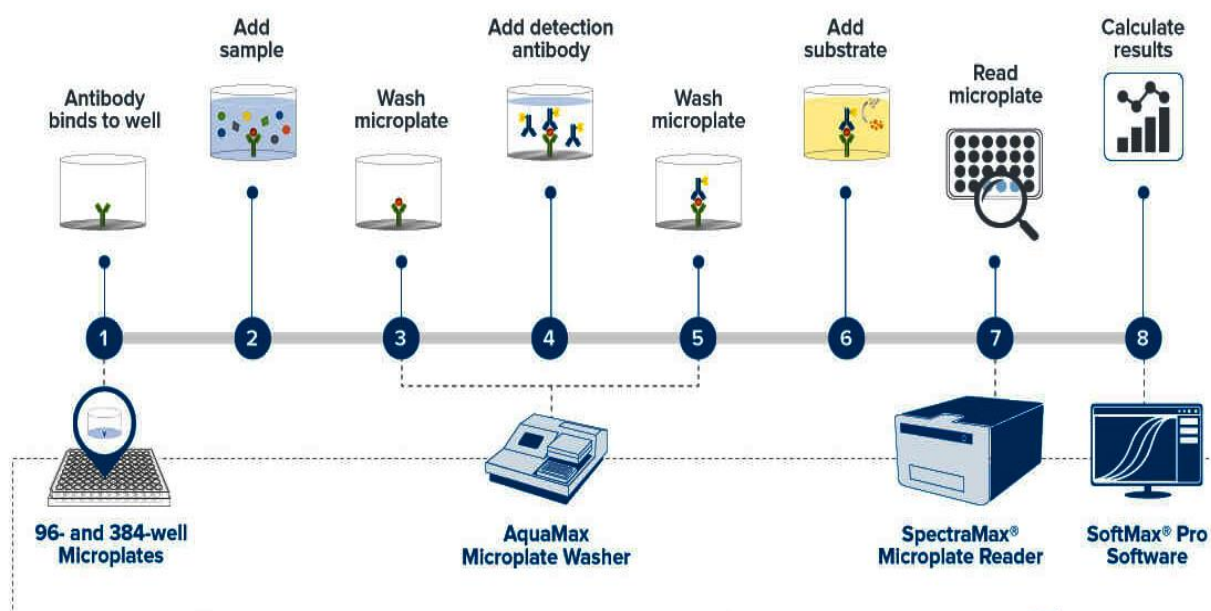 Antibody
binds to well
Add
sample
Wash
microplate
Add detection
antibody
Wash
microplate
Add
substrate
Read
microplate
Calculate
results
1
2
3
4
5
6
7
8
96- and 384-well
Microplates
AquaMax
Microplate Washer
SpectraMax®
Microplate Reader
SoftMax® Pro
Software